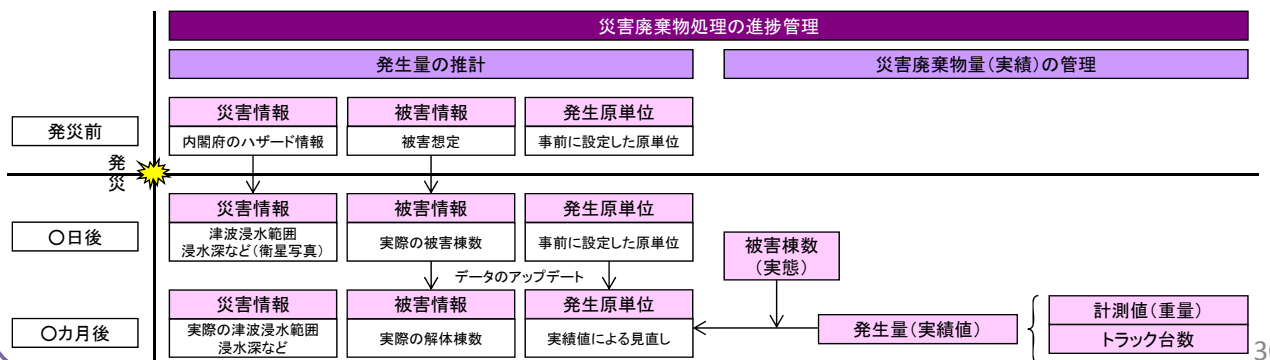 災害廃棄物処理の進捗管理
発生量の推計
災害廃棄物量(実績)の管理
発災前
災害情報
内閣府のハザード情報
被害情報
被害想定
発生原単位
事前に設定した原単位
発災
〇日後
災害情報
津波浸水範囲
浸水深など(衛星写真)
被害情報
実際の被害棟数
発生原単位
事前に設定した原単位
被害棟数
(実態)
データのアップデート
〇カ月後
災害情報
実際の津波浸水範囲
浸水深など
被害情報
実際の解体棟数
発生原単位
実績値による見直し
発生量(実績値)
計測値(重量)
トラック台数